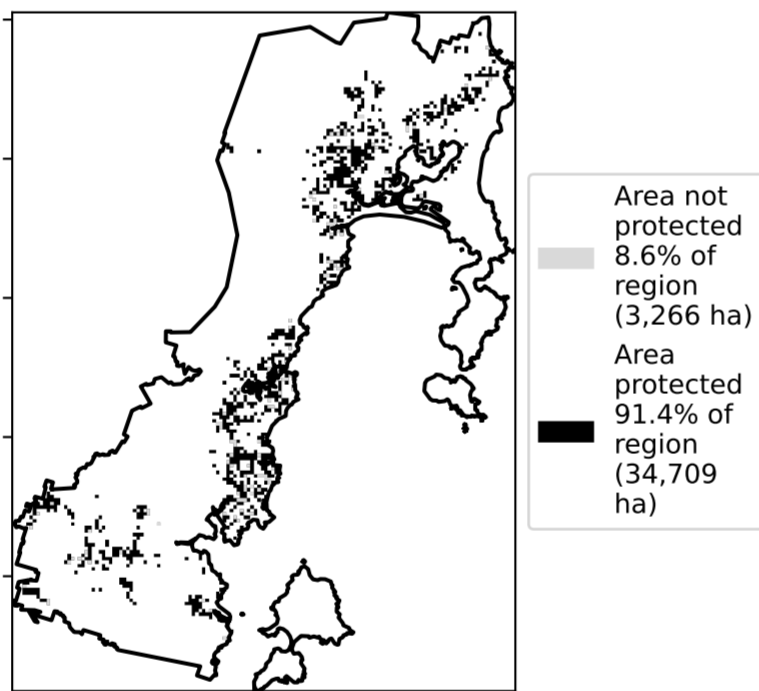 Area not
protected
8.6% of
region
(3,266 ha)
Area
protected
91.4% of
region
(34,709
ha)